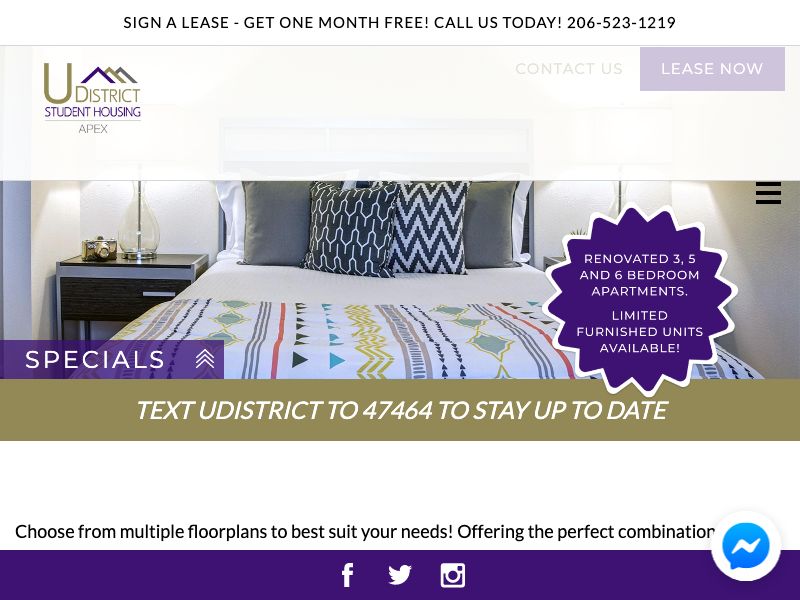 SIGN A LEASE - GET ONE MONTH FREE! CALL US TODAY! 206-523-1219
CONTACT US
LEASE NOW
U DISTRICT
STUDENT HOUSING
APEX
RENOVATED 3, 5
AND 6 BEDROOM
APARTMENTS.
LIMITED
FURNISHED UNITS
AVAILABLE!
SPECIALS
TEXT UDISTRICT TO 47464 TO STAY UP TO DATE
Choose from multiple floorplans to best suit your needs! Offering the perfect combination